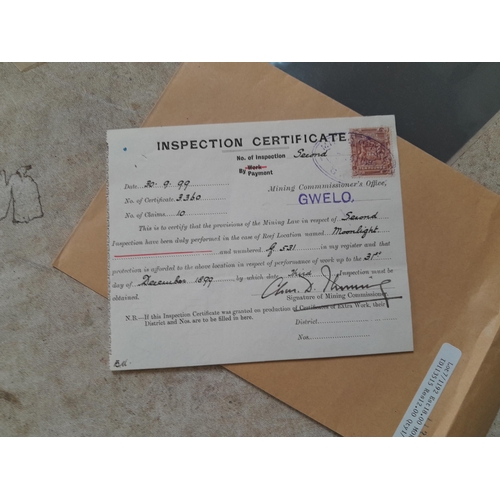 INSPECTION CERTIFICATE
No. of Inspection Second
Work
By Payment
Date 30.9.99
Mining Commissioner's Office,
No. of Certificate 3360
GWELO,
No. of Claims 10
This is to certify that the provisions of the Mining Law in respect of Second
Inspection have been duly performed in the case of Reef Location named Moonlight
and numbered G 531 in my register and that
protection is afforded to the above location in respect of performance of work up to the 31st
day of December 1899 by which date Third Inspection must be
obtained.
Signature of Mining Commissioner.
N.B.—If this Inspection Certificate was granted on production of Certificates of Extra Work, their
District and Nos are to be filled in here.
District
Nos